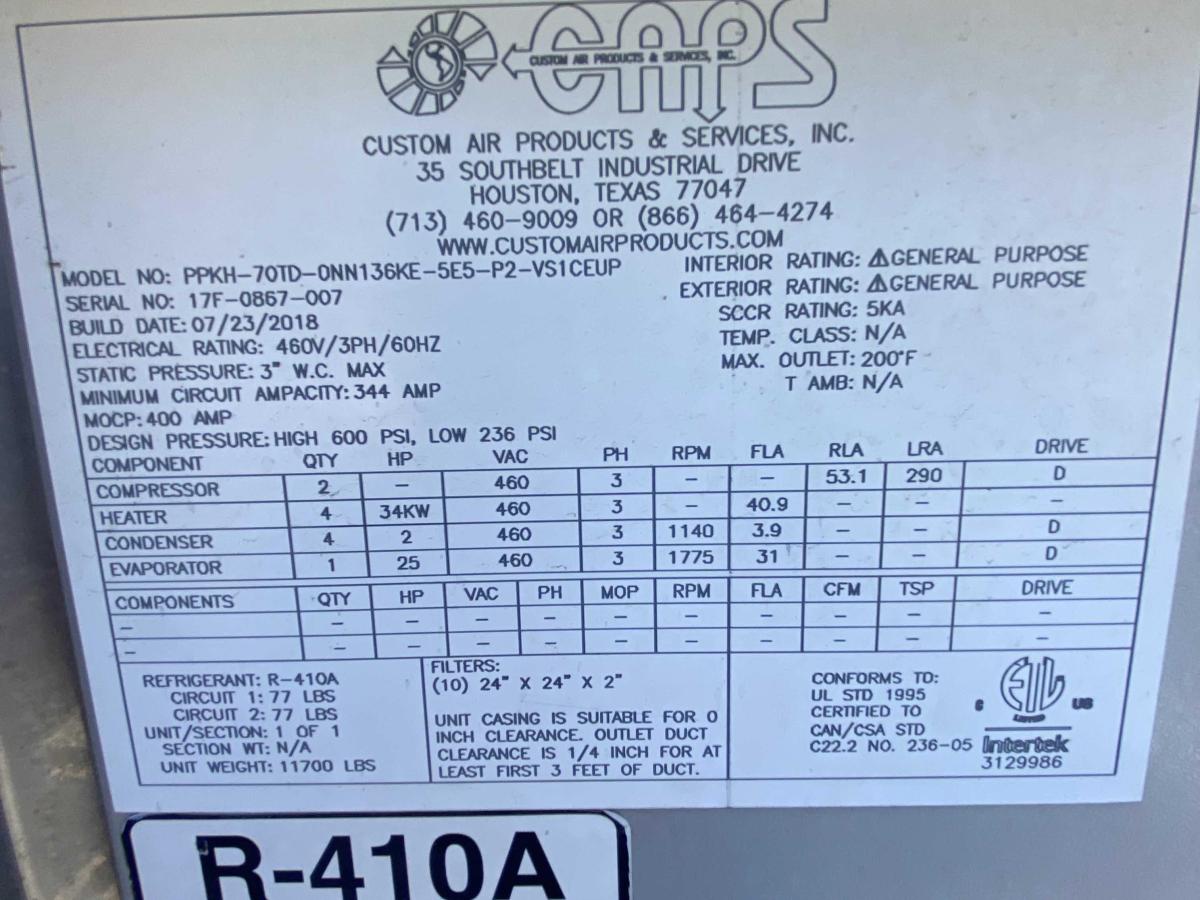 CAPS
CUSTOM AIR PRODUCTS & SERVICES, INC.
CUSTOM AIR PRODUCTS & SERVICES, INC.
35 SOUTHBELT INDUSTRIAL DRIVE
HOUSTON, TEXAS 77047
(713) 460-9009 OR (866) 464-4274
WWW.CUSTOMAIRPRODUCTS.COM
MODEL NO: PPKH-70TD-0NN136KE-5E5-P2-VS1CEUP
SERIAL NO: 17F-0867-007
BUILD DATE: 07/23/2018
ELECTRICAL RATING: 460V/3PH/60HZ
STATIC PRESSURE: 3" W.C. MAX
MINIMUM CIRCUIT AMPACITY: 344 AMP
MOCP: 400 AMP
DESIGN PRESSURE: HIGH 600 PSI, LOW 236 PSI
INTERIOR RATING: ⚠GENERAL PURPOSE
EXTERIOR RATING: ⚠GENERAL PURPOSE
SCCR RATING: 5KA
TEMP. CLASS: N/A
MAX. OUTLET: 200°F
T AMB: N/A
COMPONENT QTY HP VAC PH RPM FLA RLA LRA DRIVE
COMPRESSOR 2 - 460 3 - - 53.1 290 D
HEATER 4 34KW 460 3 - 40.9 - - -
CONDENSER 4 2 460 3 1140 3.9 - - D
EVAPORATOR 1 25 460 3 1775 31 - - D
COMPONENTS QTY HP VAC PH MOP RPM FLA CFM TSP DRIVE
- - - - - - - - - - -
- - - - - - - - - - -
REFRIGERANT: R-410A
CIRCUIT 1: 77 LBS
CIRCUIT 2: 77 LBS
UNIT/SECTION: 1 OF 1
SECTION WT: N/A
UNIT WEIGHT: 11700 LBS
FILTERS:
(10) 24" X 24" X 2"
UNIT CASING IS SUITABLE FOR 0
INCH CLEARANCE. OUTLET DUCT
CLEARANCE IS 1/4 INCH FOR AT
LEAST FIRST 3 FEET OF DUCT.
CONFORMS TO:
UL STD 1995
CERTIFIED TO
CAN/CSA STD
C22.2 NO. 236-05
ETL
LISTED
C US
Intertek
3129986
R-410A